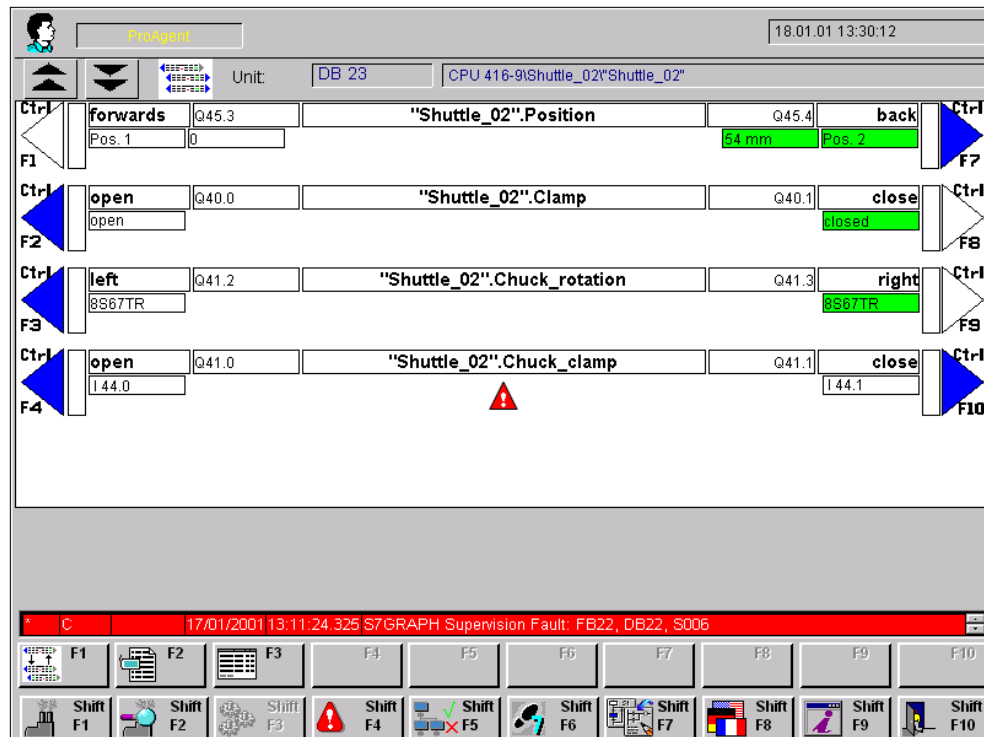 ProAgent 18.01.01 13:30:12
Unit: DB 23 CPU 416-9\Shuttle_02\"Shuttle_02"
Ctrl forwards Q45.3 "Shuttle_02".Position Q45.4 back Ctrl
Pos. 1 0 54 mm Pos. 2
F1 F7
Ctrl open Q40.0 "Shuttle_02".Clamp Q40.1 close Ctrl
open closed
F2 F8
Ctrl left Q41.2 "Shuttle_02".Chuck_rotation Q41.3 right Ctrl
8S67TR 8S67TR
F3 F9
Ctrl open Q41.0 "Shuttle_02".Chuck_clamp Q41.1 close Ctrl
I 44.0 I 44.1
F4 F10
* C 17/01/2001 13:11:24.325 S7GRAPH Supervision Fault: FB22, DB22, S006
F1 F2 F3 F4 F5 F6 F7 F8 F9 F10
Shift Shift Shift Shift Shift Shift Shift Shift Shift Shift
F1 F2 F3 F4 F5 F6 F7 F8 F9 F10